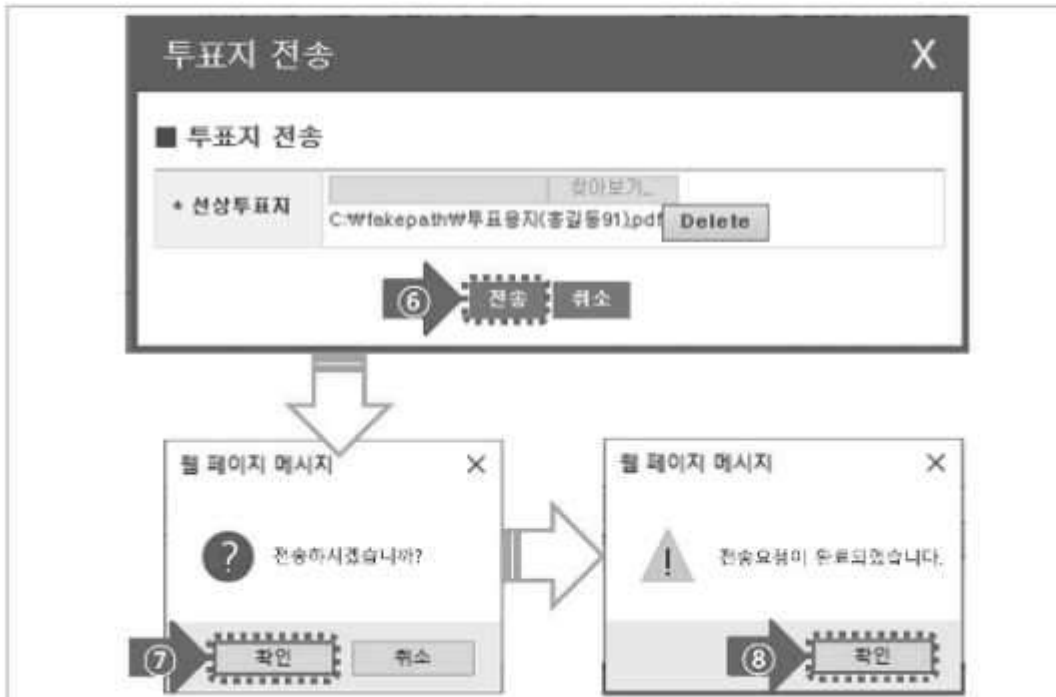 투표지 전송 X
■ 투표지 전송
* 선상투표지
찾아보기...
C:₩fakepath₩투표용지(홍길동91).pdf Delete
⑥ 전송 취소
웹 페이지 메시지 ×
? 전송하시겠습니까?
⑦ 확인 취소
웹 페이지 메시지 ×
! 전송요청이 완료되었습니다.
⑧ 확인